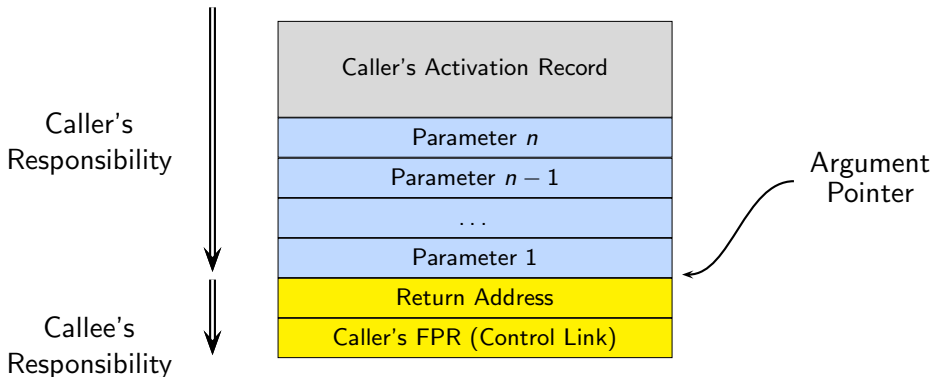 Caller's Activation Record
Caller's
Responsibility
Parameter n
Parameter n − 1
. . .
Parameter 1
Argument
Pointer
Return Address
Caller's FPR (Control Link)
Callee's
Responsibility